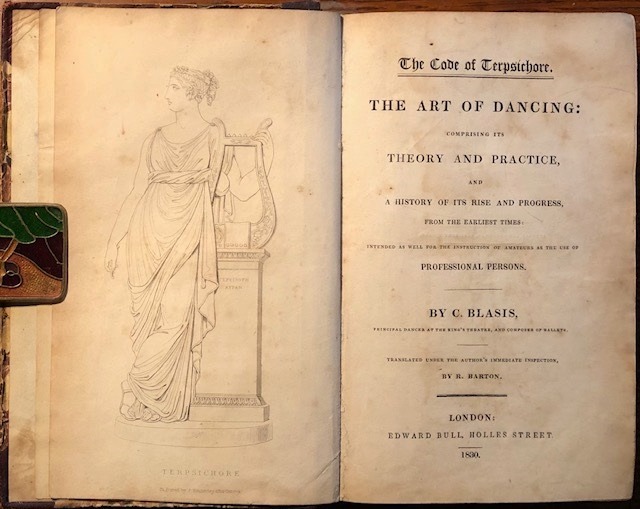 TERPSICHORE
The Code of Terpsichore.
THE ART OF DANCING:
COMPRISING ITS
THEORY AND PRACTICE,
AND
A HISTORY OF ITS RISE AND PROGRESS,
FROM THE EARLIEST TIMES:
INTENDED AS WELL FOR THE INSTRUCTION OF AMATEURS AS THE USE OF
PROFESSIONAL PERSONS.
BY C. BLASIS,
PRINCIPAL DANCER AT THE KING'S THEATRE, AND COMPOSER OF BALLETS.
TRANSLATED UNDER THE AUTHOR'S IMMEDIATE INSPECTION,
BY R. BARTON.
LONDON:
EDWARD BULL, HOLLES STREET.
1830.